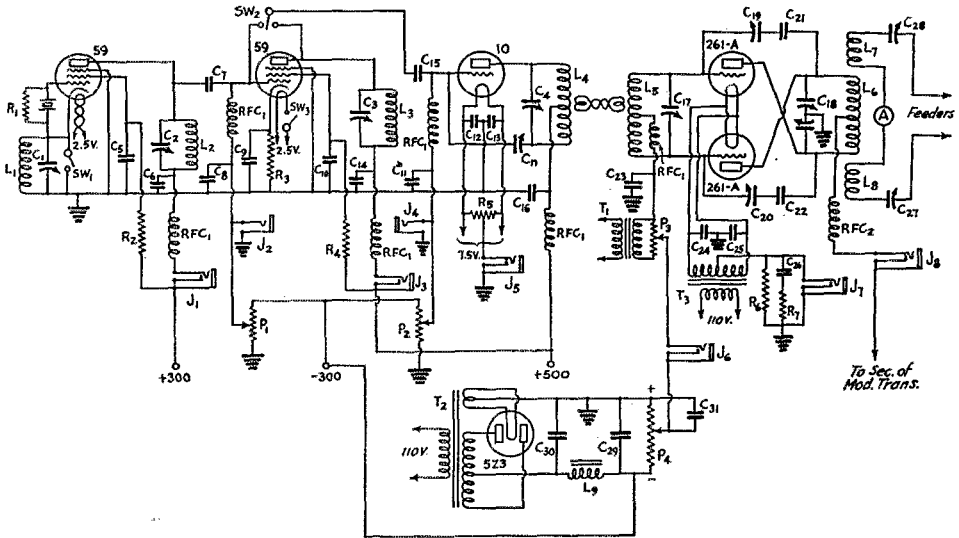 59
SW2
59
10
261-A
C19
C21
L7
C28
R1
C7
C15
L4
L5
C17
C18
L6
A
Feeders
L1
C1
SW1
2.5V.
C5
C2
L2
RFC1
SW3
2.5V.
C3
L3
RFC1
C4
C12
C13
Cn
RFC1
261-A
L8
C6
C8
C9
R3
C10
C14
C11
C16
C23
C20
C22
C27
R2
RFC1
J2
R4
RFC1
J4
R5
7.5V.
RFC1
T1
P3
C24
C25
RFC2
J1
J3
J5
T3
110V.
R6
C26
R7
J7
J8
P1
P2
J6
+300
-300
+500
To Sec. of
Mod. Trans.
T2
110V.
5Z3
C30
C29
L9
+
P4
-
C31